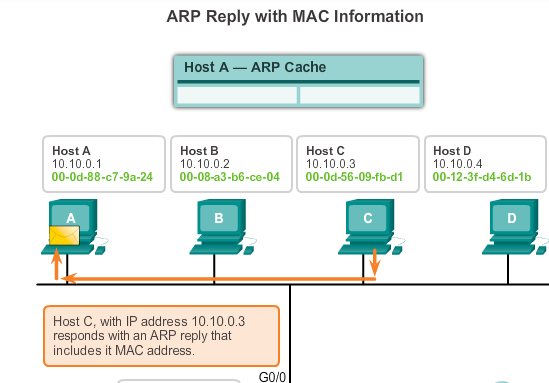 ARP Reply with MAC Information
Host A — ARP Cache
Host A
10.10.0.1
00-0d-88-c7-9a-24
Host B
10.10.0.2
00-08-a3-b6-ce-04
Host C
10.10.0.3
00-0d-56-09-fb-d1
Host D
10.10.0.4
00-12-3f-d4-6d-1b
A
B
C
D
Host C, with IP address 10.10.0.3
responds with an ARP reply that
includes it MAC address.
G0/0